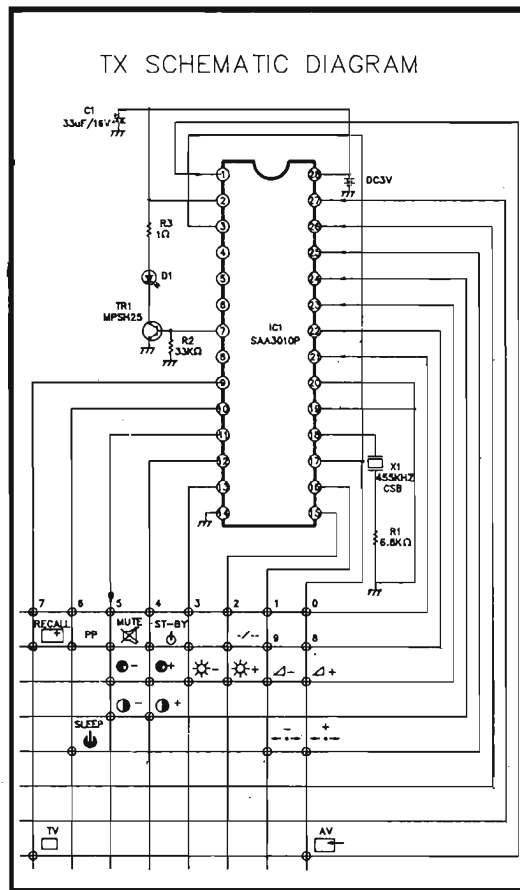 TX SCHEMATIC DIAGRAM
C1
33uF/16V
DC3V
1
28
2
27
3
26
R3
1Ω
4
25
5
24
D1
6
23
TR1
MPSH25
IC1
SAA3010P
7
22
R2
33KΩ
8
21
9
20
10
19
11
18
12
17
X1
455KHZ
CSB
13
16
14
15
R1
6.8KΩ
7 6 5 4 3 2 1 0
RECALL PP MUTE ST-BY -/-- 9 8
+
- + - + - +
- +
SLEEP - +
TV AV